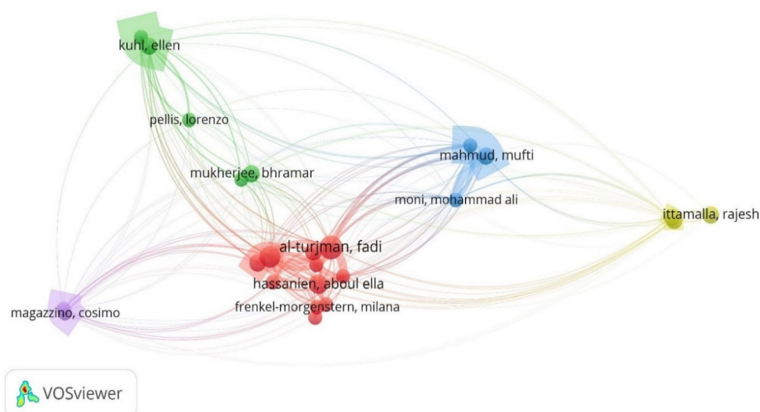 kuhl, ellen
pellis, lorenzo
mahmud, mufti
mukherjee, bhramar
moni, mohammad ali
ittamalla, rajesh
al-turjman, fadi
hassanien, aboul ella
frenkel-morgenstern, milana
magazzino, cosimo
VOSviewer